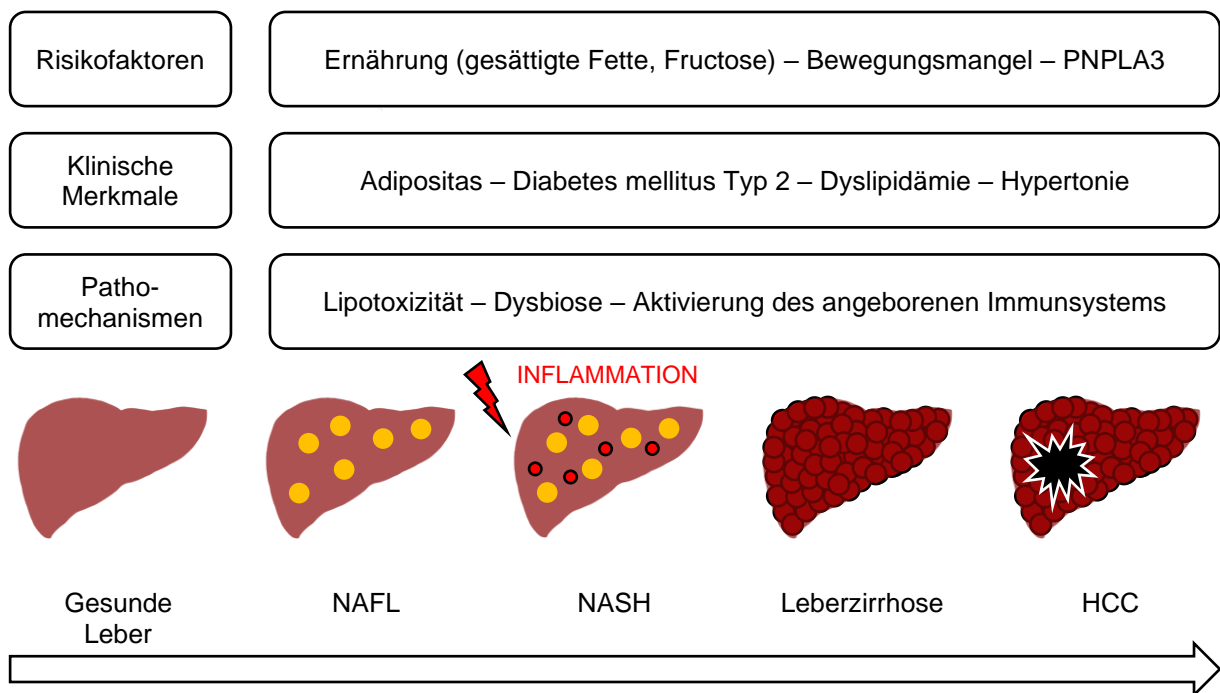 Risikofaktoren
Ernährung (gesättigte Fette, Fructose) – Bewegungsmangel – PNPLA3
Klinische
Merkmale
Adipositas – Diabetes mellitus Typ 2 – Dyslipidämie – Hypertonie
Patho-
mechanismen
Lipotoxizität – Dysbiose – Aktivierung des angeborenen Immunsystems
INFLAMMATION
Gesunde
Leber
NAFL
NASH
Leberzirrhose
HCC